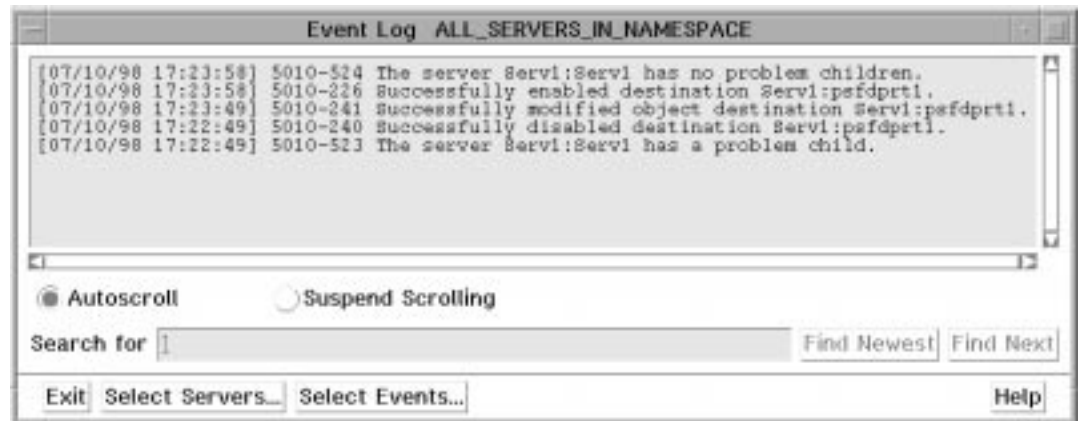 Event Log ALL_SERVERS_IN_NAMESPACE
[07/10/98 17:23:58] 5010-524 The server Serv1:Serv1 has no problem children.
[07/10/98 17:23:58] 5010-226 Successfully enabled destination Serv1:psfdprt1.
[07/10/98 17:23:49] 5010-241 Successfully modified object destination Serv1:psfdprt1.
[07/10/98 17:22:49] 5010-240 Successfully disabled destination Serv1:psfdprt1.
[07/10/98 17:22:49] 5010-523 The server Serv1:Serv1 has a problem child.
Autoscroll Suspend Scrolling
Search for Find Newest Find Next
Exit Select Servers... Select Events... Help